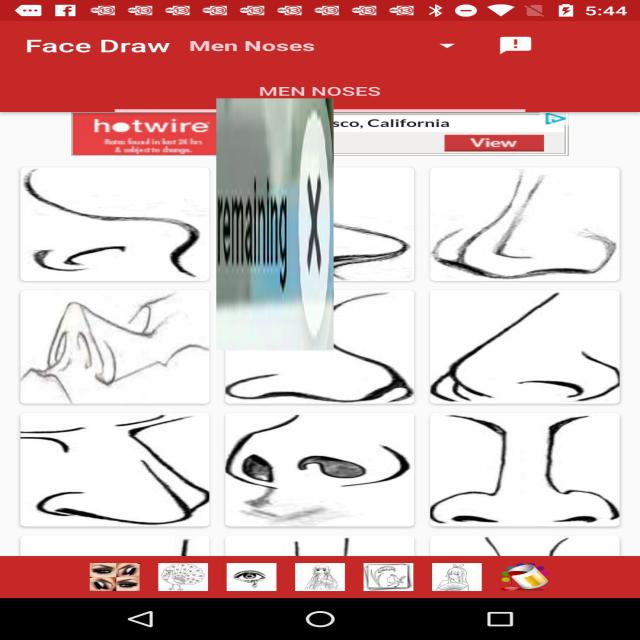 5:44
Face Draw Men Noses
MEN NOSES
hotwire
Rates found in last 24 hrs
& subject to change.
sco, California
View
remaining
X